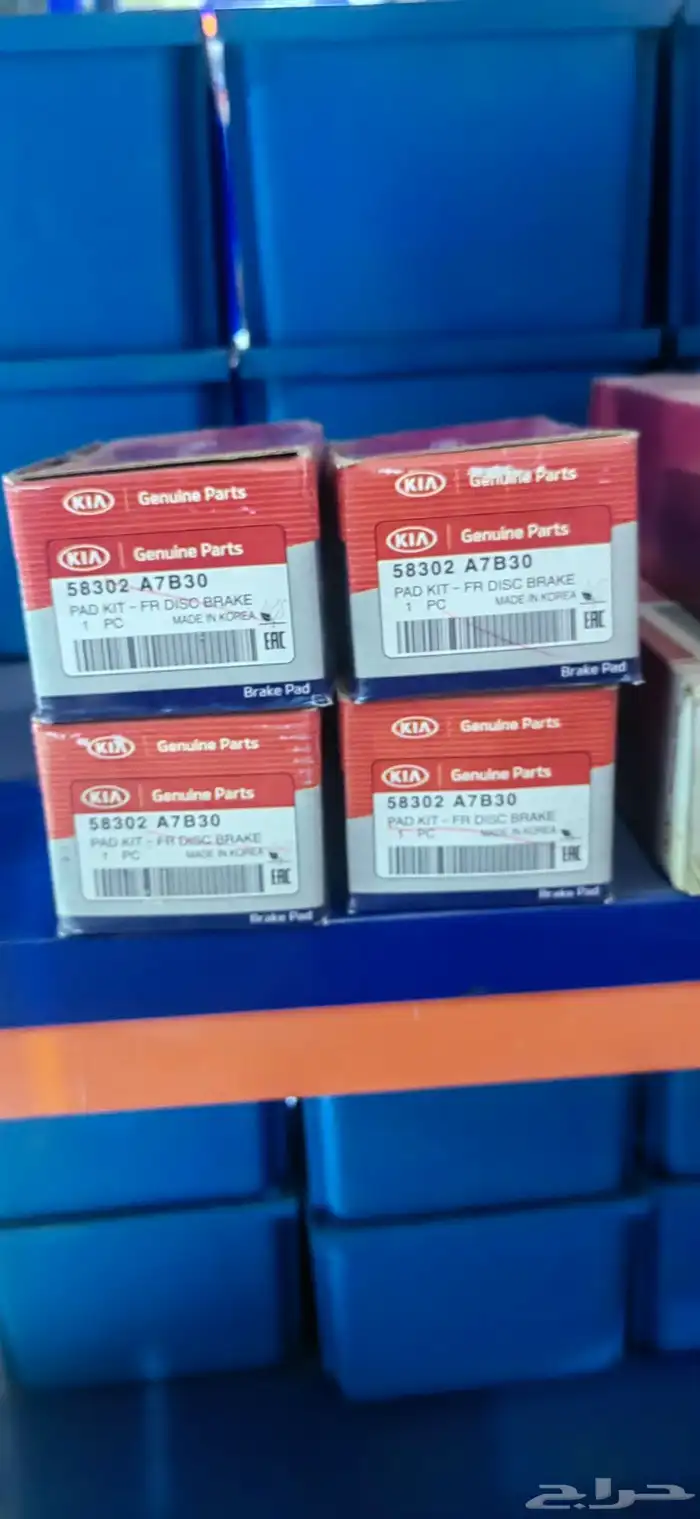 KIA Genuine Parts
KIA Genuine Parts
58302 A7B30
PAD KIT - FR DISC BRAKE
1 PC MADE IN KOREA
EAC
Brake Pad
KIA Genuine Parts
KIA Genuine Parts
58302 A7B30
PAD KIT - FR DISC BRAKE
1 PC MADE IN KOREA
EAC
Brake Pad
KIA Genuine Parts
KIA Genuine Parts
58302 A7B30
PAD KIT - FR DISC BRAKE
1 PC MADE IN KOREA
EAC
Brake Pad
KIA Genuine Parts
KIA Genuine Parts
58302 A7B30
PAD KIT - FR DISC BRAKE
1 PC MADE IN KOREA
EAC
Brake Pad
حراج